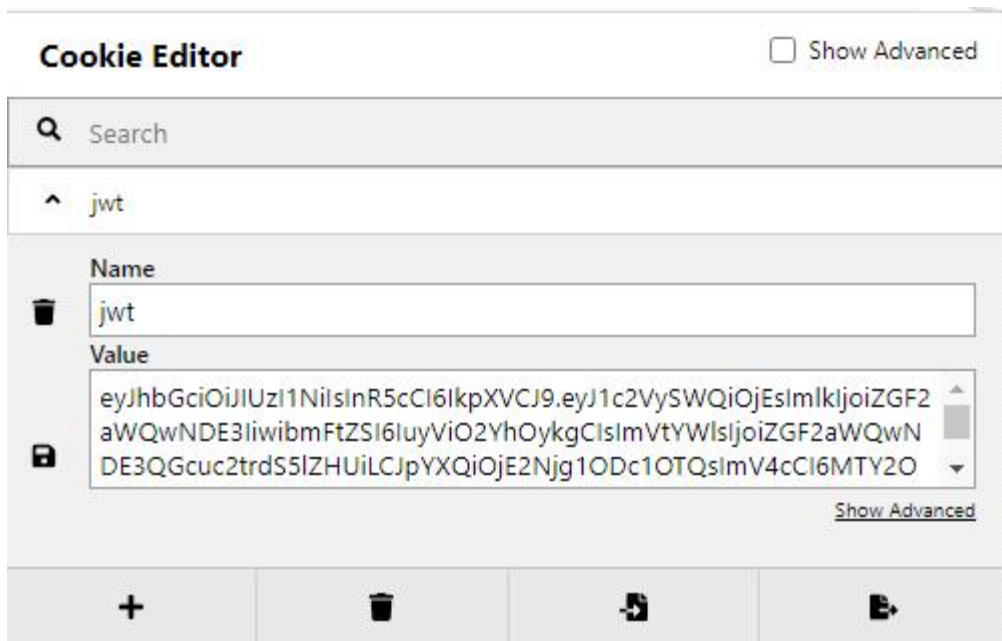 Cookie Editor
Show Advanced
Search
jwt
Name
jwt
Value
eyJhbGciOiJIUzI1NiIsInR5cCI6IkpXVCJ9.eyJ1c2VySWQiOjEsImlkIjoiZGF2
aWQwNDE3IiwibmFtZSI6IuyViO2YhOykgCIsImVtYWlsIjoiZGF2aWQwN
DE3QGcuc2trdS5lZHUiLCJpYXQiOjE2Njg1ODc1OTQsImV4cCI6MTY2O
Show Advanced